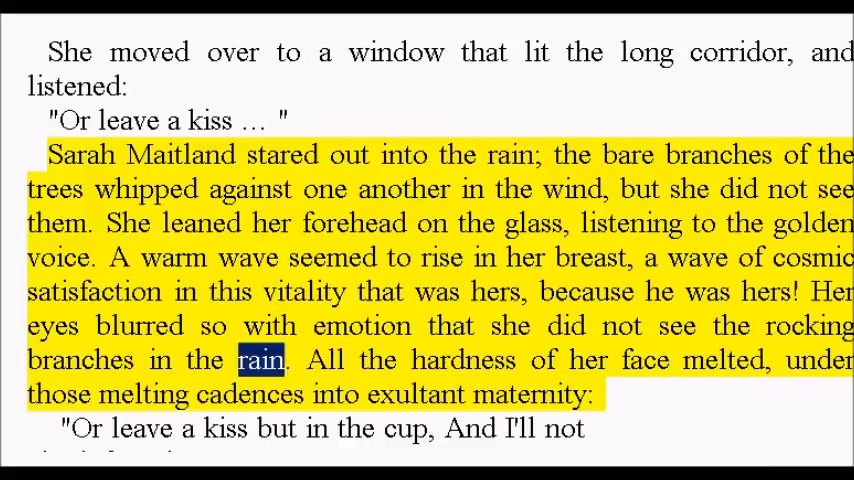 She moved over to a window that lit the long corridor, and
listened:
"Or leave a kiss ... "
Sarah Maitland stared out into the rain; the bare branches of the
trees whipped against one another in the wind, but she did not see
them. She leaned her forehead on the glass, listening to the golden
voice. A warm wave seemed to rise in her breast, a wave of cosmic
satisfaction in this vitality that was hers, because he was hers! Her
eyes blurred so with emotion that she did not see the rocking
branches in the rain. All the hardness of her face melted, under
those melting cadences into exultant maternity:
"Or leave a kiss but in the cup, And I'll not